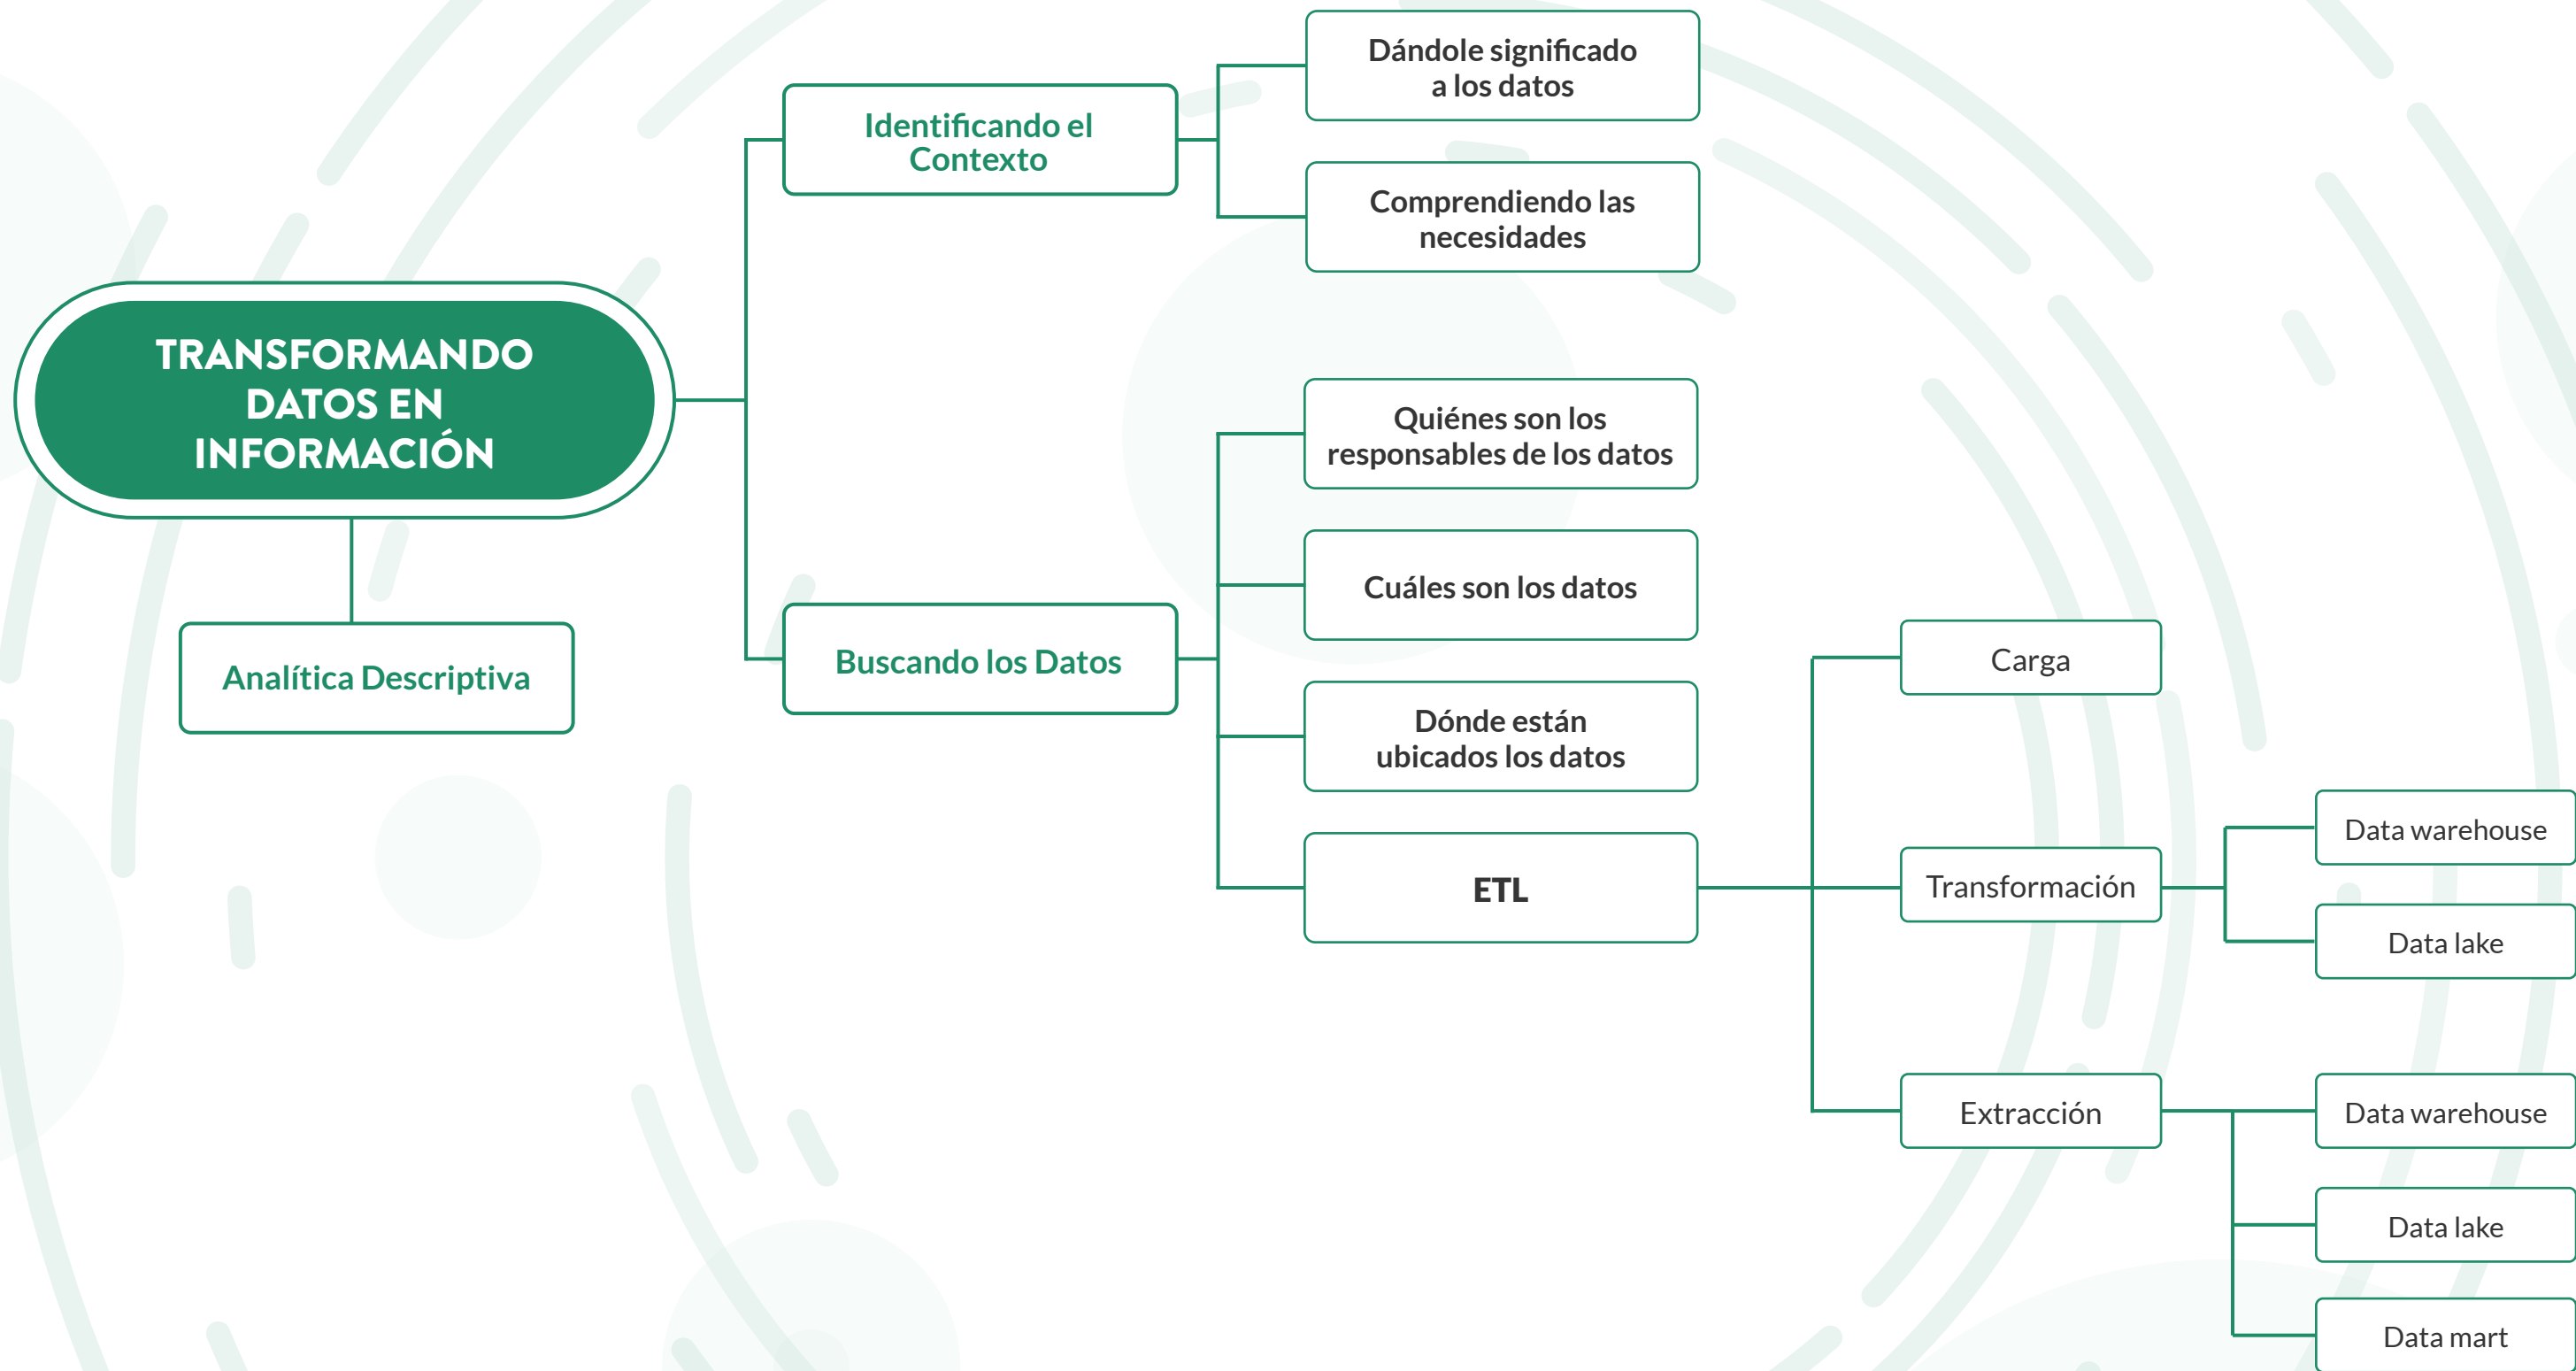 TRANSFORMANDO
DATOS EN
INFORMACIÓN
Analítica Descriptiva
Identificando el
Contexto
Dándole significado
a los datos
Comprendiendo las
necesidades
Buscando los Datos
Quiénes son los
responsables de los datos
Cuáles son los datos
Dónde están
ubicados los datos
ETL
Carga
Transformación
Data warehouse
Data lake
Extracción
Data warehouse
Data lake
Data mart